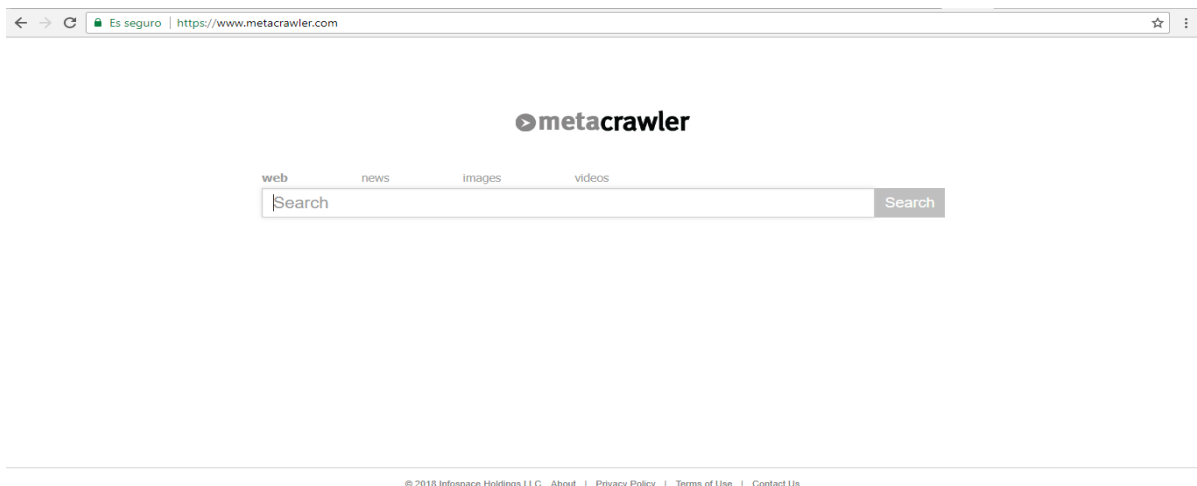 Es seguro | https://www.metacrawler.com
metacrawler
web news images videos
Search Search
© 2018 Infospace Holdings LLC About | Privacy Policy | Terms of Use | Contact Us